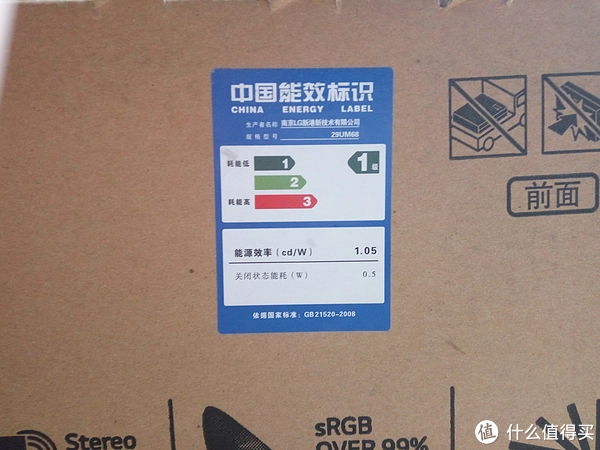 中国能效标识
CHINA ENERGY LABEL
生产者名称 南京LG新港新技术有限公司
规格型号 29UM68
耗能低 1 1级
2
耗能高 3
前面
能源效率（cd/W） 1.05
关闭状态能耗（W） 0.5
依据国家标准：GB21520-2008
Stereo
sRGB
OVER 99%
值 什么值得买